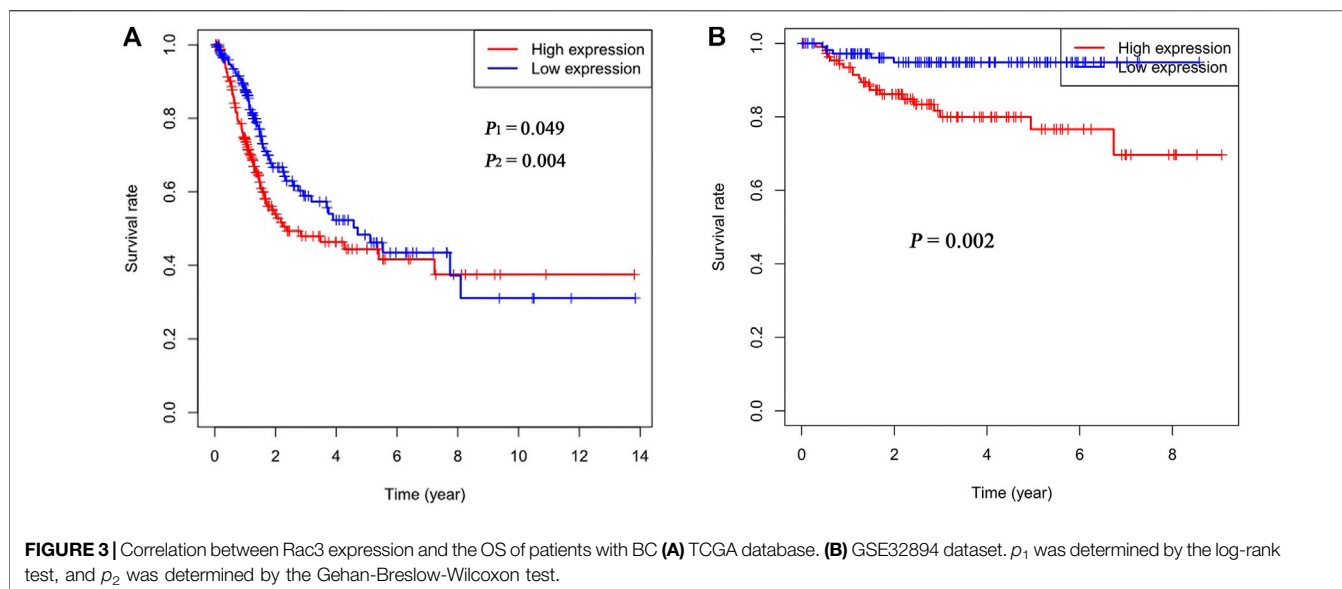 A
High expression
Low expression
P1 = 0.049
P2 = 0.004
Survival rate
0.0 0.2 0.4 0.6 0.8 1.0
0 2 4 6 8 10 12 14
Time (year)
B
High expression
Low expression
P = 0.002
Survival rate
0.0 0.2 0.4 0.6 0.8 1.0
0 2 4 6 8
Time (year)
FIGURE 3 | Correlation between Rac3 expression and the OS of patients with BC (A) TCGA database. (B) GSE32894 dataset. p1 was determined by the log-rank
test, and p2 was determined by the Gehan-Breslow-Wilcoxon test.